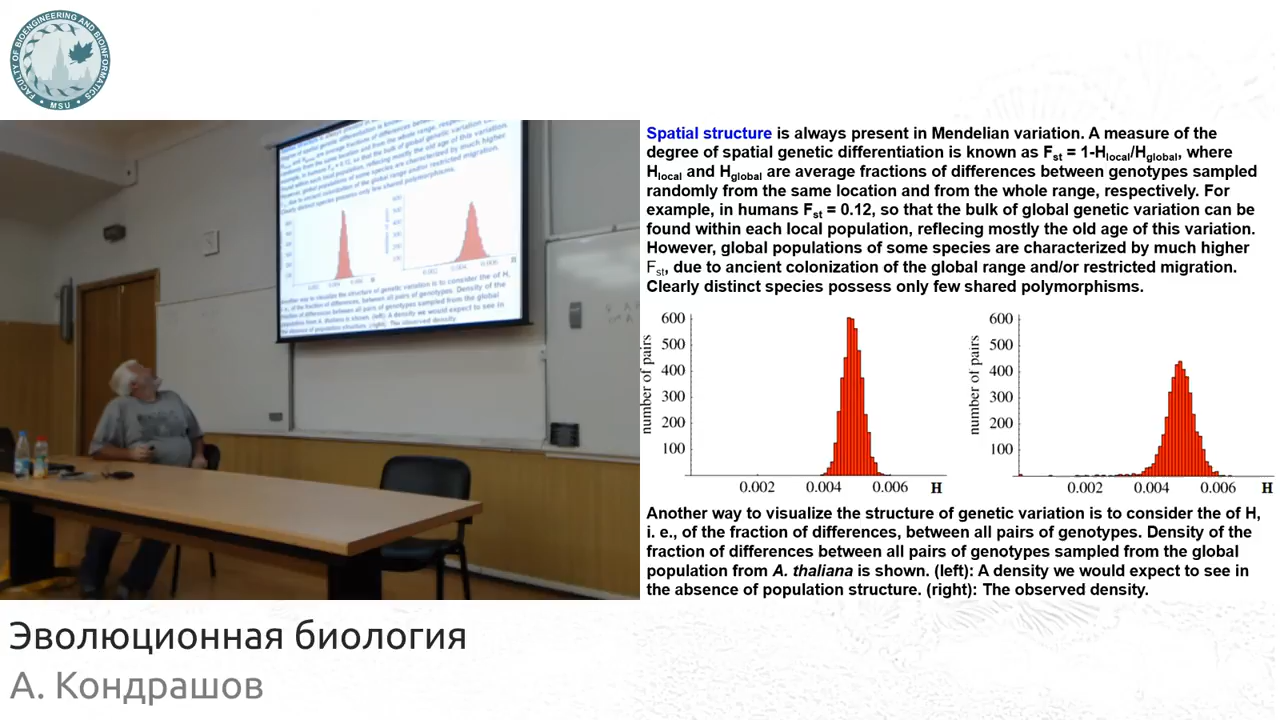 FACULTY OF BIOENGINEERING AND BIOINFORMATICS
• MSU •
Spatial structure is always present in Mendelian variation. A measure of the
degree of spatial genetic differentiation is known as Fst = 1-Hlocal/Hglobal, where
Hlocal and Hglobal are average fractions of differences between genotypes sampled
randomly from the same location and from the whole range, respectively. For
example, in humans Fst = 0.12, so that the bulk of global genetic variation can be
found within each local population, reflecing mostly the old age of this variation.
However, global populations of some species are characterized by much higher
Fst, due to ancient colonization of the global range and/or restricted migration.
Clearly distinct species possess only few shared polymorphisms.
number of pairs
600
500
400
300
200
100
0.002 0.004 0.006 H
number of pairs
600
500
400
300
200
100
0.002 0.004 0.006 H
Another way to visualize the structure of genetic variation is to consider the of H,
i. e., of the fraction of differences, between all pairs of genotypes. Density of the
fraction of differences between all pairs of genotypes sampled from the global
population from A. thaliana is shown. (left): A density we would expect to see in
the absence of population structure. (right): The observed density.
Эволюционная биология
А. Кондрашов